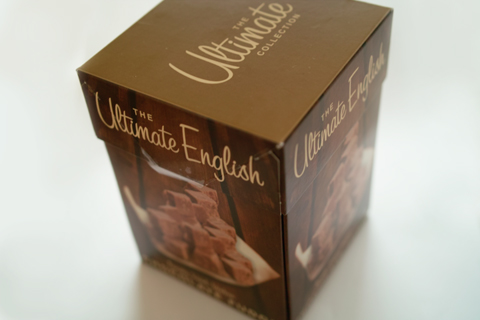 THE
Ultimate
COLLECTION
THE
Ultimate English
THE
Ultimate English